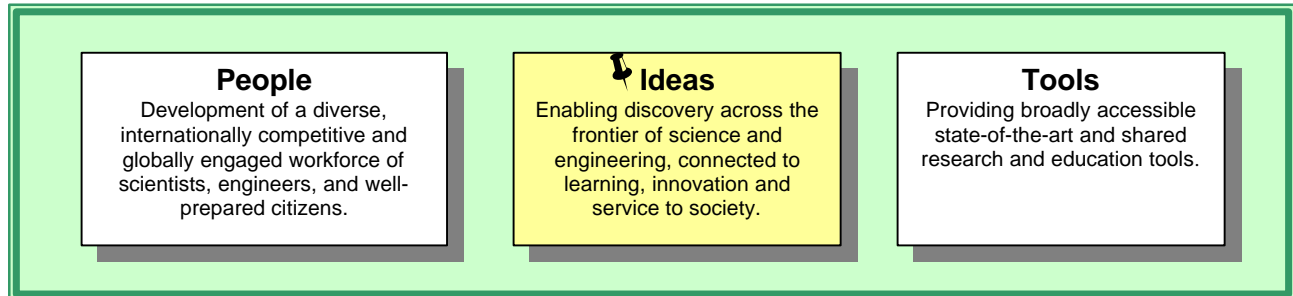 People
Development of a diverse,
internationally competitive and
globally engaged workforce of
scientists, engineers, and well-
prepared citizens.
Ideas
Enabling discovery across the
frontier of science and
engineering, connected to
learning, innovation and
service to society.
Tools
Providing broadly accessible
state-of-the-art and shared
research and education tools.